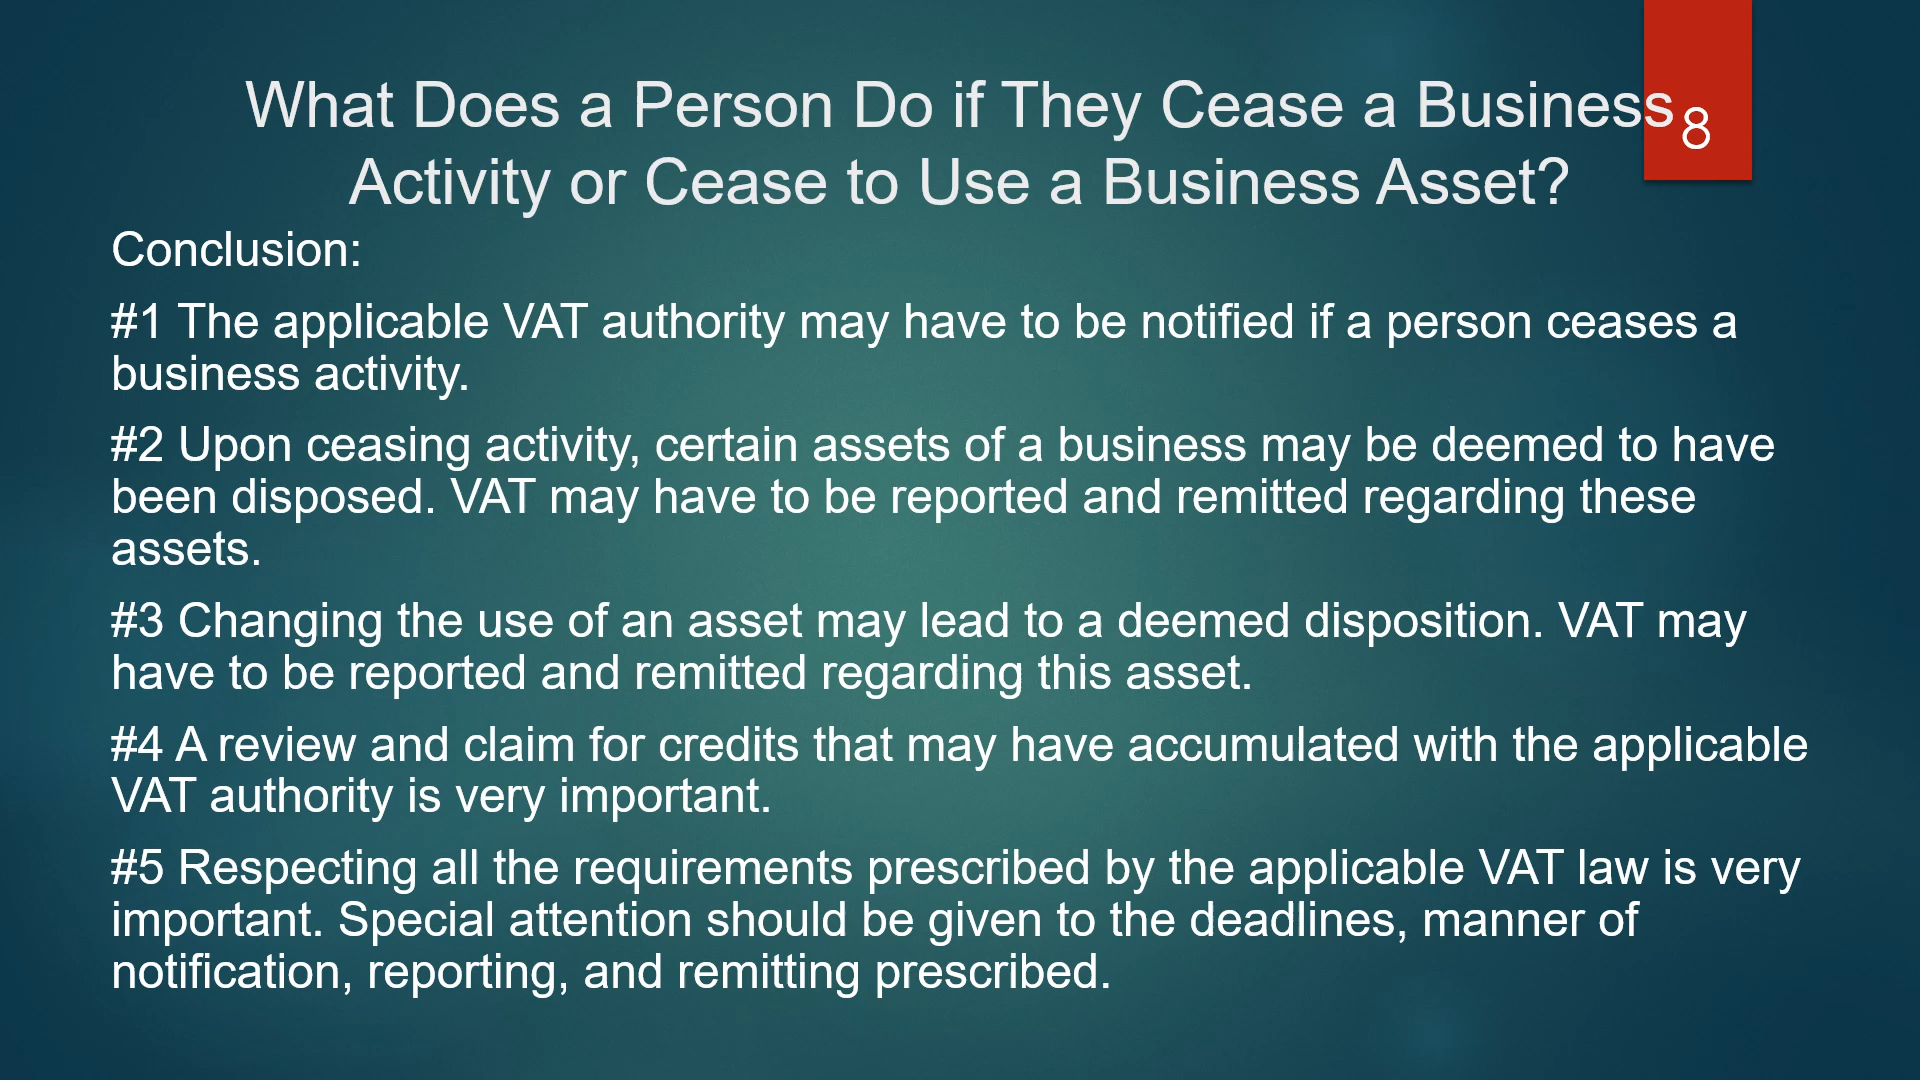 What Does a Person Do if They Cease a Business
8
Activity or Cease to Use a Business Asset?
Conclusion:
#1 The applicable VAT authority may have to be notified if a person ceases a
business activity.
#2 Upon ceasing activity, certain assets of a business may be deemed to have
been disposed. VAT may have to be reported and remitted regarding these
assets.
#3 Changing the use of an asset may lead to a deemed disposition. VAT may
have to be reported and remitted regarding this asset.
#4 A review and claim for credits that may have accumulated with the applicable
VAT authority is very important.
#5 Respecting all the requirements prescribed by the applicable VAT law is very
important. Special attention should be given to the deadlines, manner of
notification, reporting, and remitting prescribed.